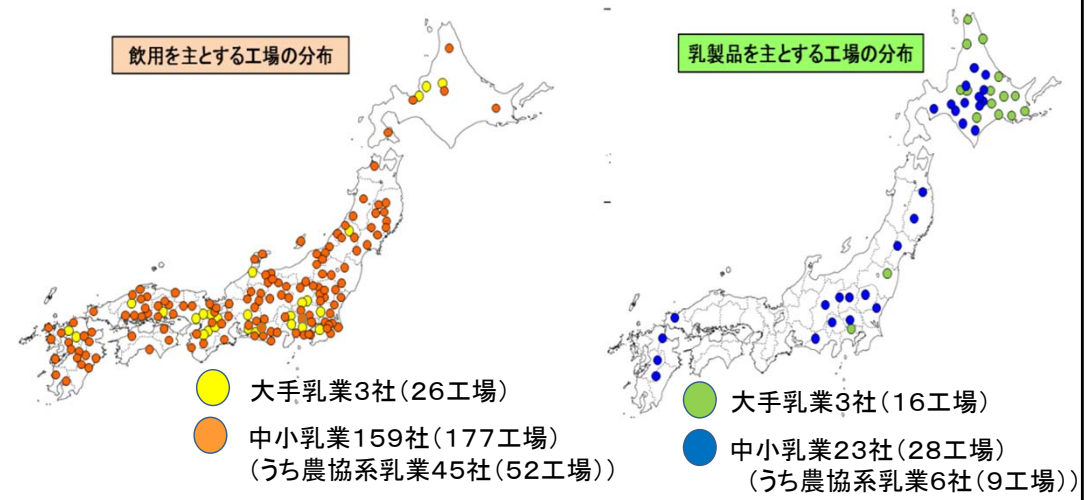 飲用を主とする工場の分布
大手乳業3社（26工場）
中小乳業159社（177工場）
（うち農協系乳業45社（52工場））
乳製品を主とする工場の分布
大手乳業3社（16工場）
中小乳業23社（28工場）
（うち農協系乳業6社（9工場））